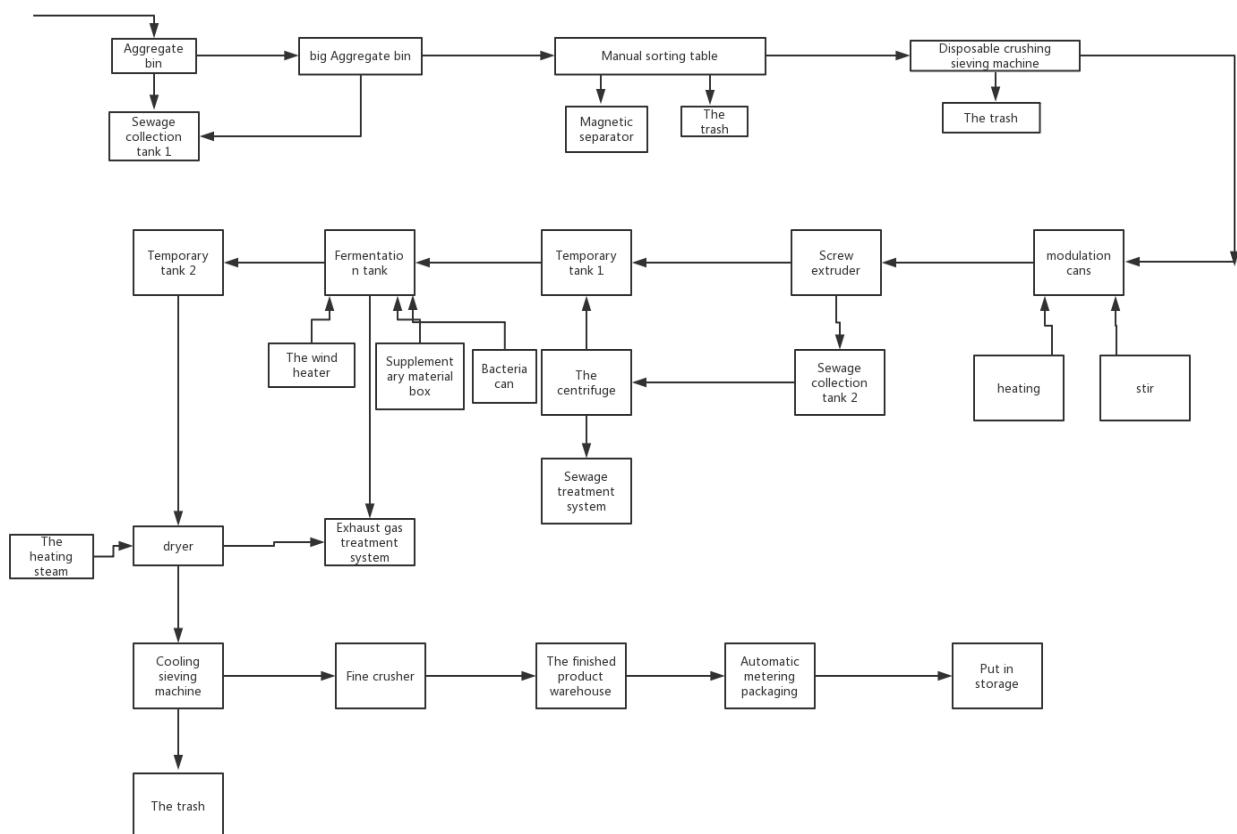 Aggregate
bin
big Aggregate bin
Manual sorting table
Disposable crushing
sieving machine
Sewage
collection
tank 1
Magnetic
separator
The
trash
The trash
Temporary
tank 2
Fermentatio
n tank
Temporary
tank 1
Screw
extruder
modulation
cans
The wind
heater
Supplement
ary material
box
Bacteria
can
The
centrifuge
Sewage
collection
tank 2
heating
stir
Sewage
treatment
system
The
heating
steam
dryer
Exhaust gas
treatment
system
Cooling
sieving
machine
Fine crusher
The finished
product
warehouse
Automatic
metering
packaging
Put in
storage
The trash